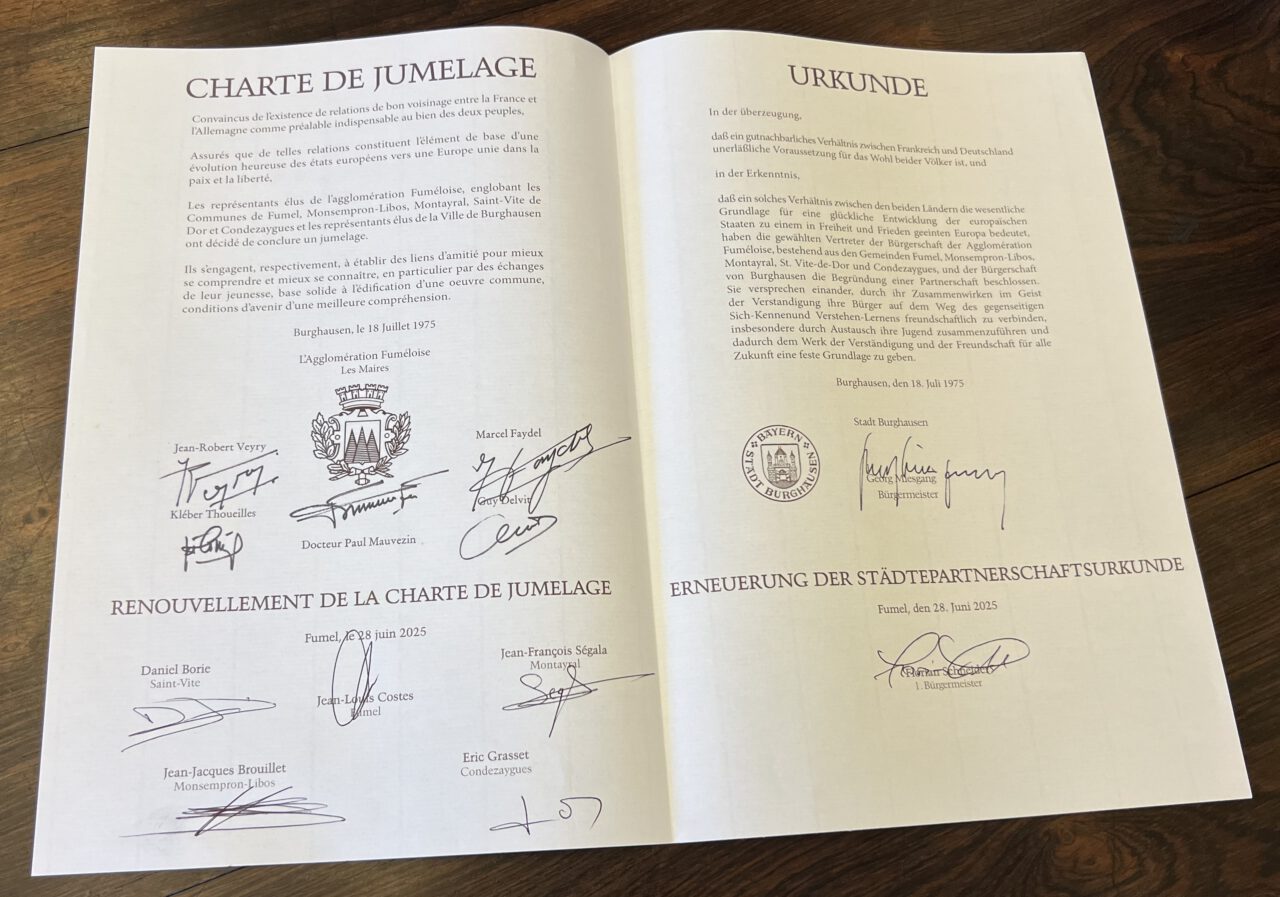 CHARTE DE JUMELAGE
Convaincus de l'existence de relations de bon voisinage entre la France et
l'Allemagne comme préalable indispensable au bien des deux peuples,
Assurés que de telles relations constituent l'élément de base d'une
évolution heureuse des états européens vers une Europe unie dans la
paix et la liberté,
Les représentants élus de l'agglomération Fuméloise, englobant les
Communes de Fumel, Monsempron-Libos, Montayral, Saint-Vite de
Dor et Condezaygues et les représentants élus de la Ville de Burghausen
ont décidé de conclure un jumelage.
Ils s'engagent, respectivement, à établir des liens d'amitié pour mieux
se comprendre et mieux se connaître, en particulier par des échanges
de leur jeunesse, base solide à l'édification d'une oeuvre commune,
conditions d'avenir d'une meilleure compréhension.
Burghausen, le 18 Juillet 1975
L'Agglomération Fuméloise
Les Maires
Jean-Robert Veyry
Marcel Faydel
Kléber Thoueilles
Guy Delvit
Docteur Paul Mauvezin
RENOUVELLEMENT DE LA CHARTE DE JUMELAGE
Fumel, le 28 juin 2025
Daniel Borie
Saint-Vite
Jean-Louis Costes
Fumel
Jean-François Ségala
Montayral
Jean-Jacques Brouillet
Monsempron-Libos
Eric Grasset
Condezaygues
URKUNDE
In der überzeugung,
daß ein gutnachbarliches Verhältnis zwischen Frankreich und Deutschland
unerläßliche Voraussetzung für das Wohl beider Völker ist, und
in der Erkenntnis,
daß ein solches Verhältnis zwischen den beiden Ländern die wesentliche
Grundlage für eine glückliche Entwicklung der europäischen
Staaten zu einem in Freiheit und Frieden geeinten Europa bedeutet,
haben die gewählten Vertreter der Bürgerschaft der Agglomération
Fuméloise, bestehend aus den Gemeinden Fumel, Monsempron-Libos,
Montayral, St. Vite-de-Dor und Condezaygues, und der Bürgerschaft
von Burghausen die Begründung einer Partnerschaft beschlossen.
Sie versprechen einander, durch ihr Zusammenwirken im Geist
der Verstandigung ihre Bürger auf dem Weg des gegenseitigen
Sich-Kennenund Verstehen-Lernens freundschaftlich zu verbinden,
insbesondere durch Austausch ihre Jugend zusammenzuführen und
dadurch dem Werk der Verständigung und der Freundschaft für alle
Zukunft eine feste Grundlage zu geben.
Burghausen, den 18. Juli 1975
BAYERN
STADT BURGHAUSEN
Stadt Burghausen
Georg Miesgang
Bürgermeister
ERNEUERUNG DER STÄDTEPARTNERSCHAFTSURKUNDE
Fumel, den 28. Juni 2025
Florian Schneider
1. Bürgermeister